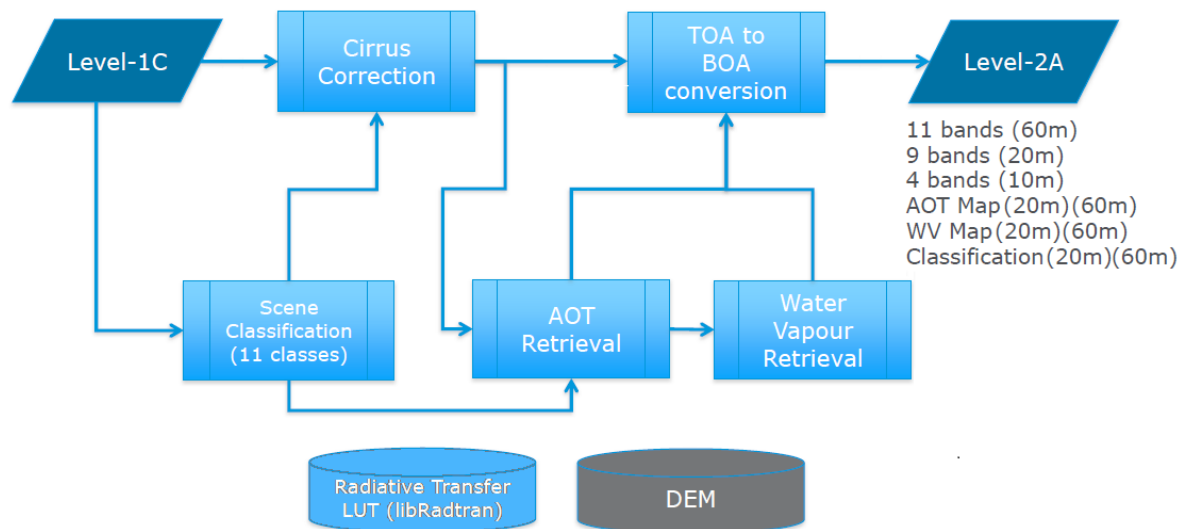 Level-1C
Cirrus
Correction
TOA to
BOA
conversion
Level-2A
11 bands (60m)
9 bands (20m)
4 bands (10m)
AOT Map(20m)(60m)
WV Map(20m)(60m)
Classification(20m)(60m)
Scene
Classification
(11 classes)
AOT
Retrieval
Water
Vapour
Retrieval
Radiative Transfer
LUT (libRadtran)
DEM